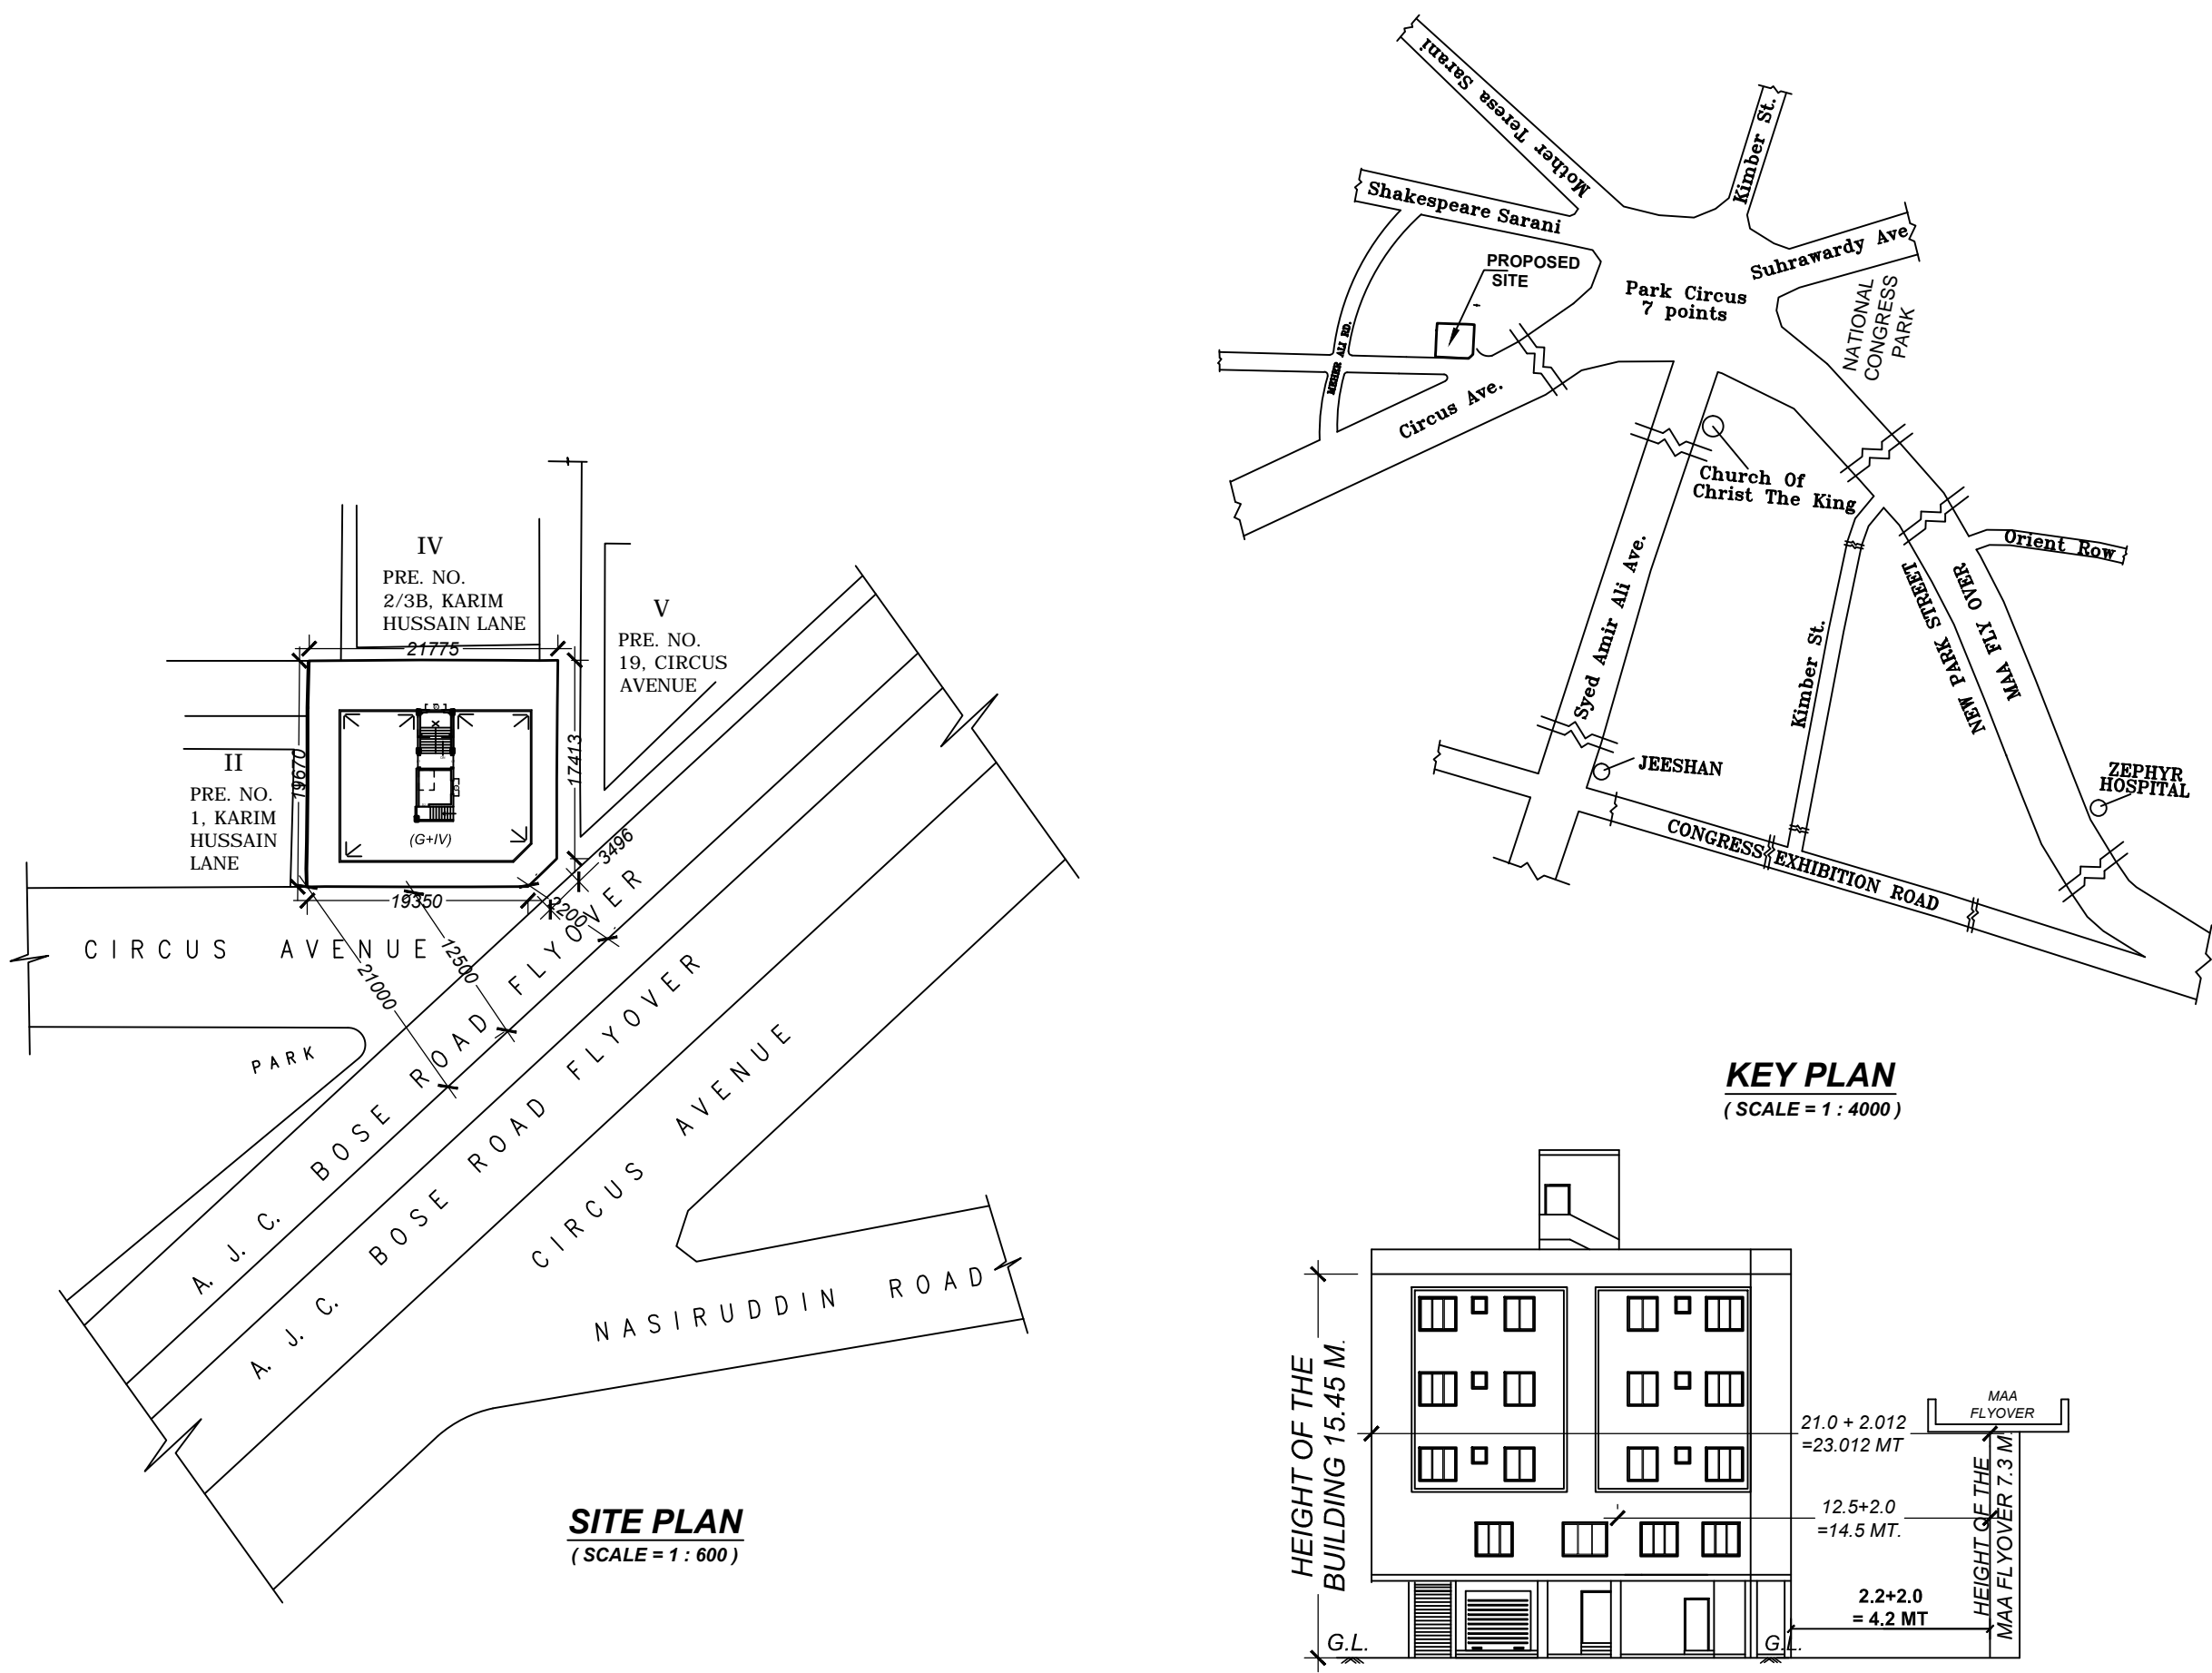 IV
PRE. NO.
2/3B, KARIM
HUSSAIN LANE
21775
V
PRE. NO.
19, CIRCUS
AVENUE
II
PRE. NO.
1, KARIM
HUSSAIN
LANE
19670
17413
(G+IV)
3496
19350
2200
12500
21000
CIRCUS AVENUE
PARK
A. J. C. BOSE ROAD FLYOVER
A. J. C. BOSE ROAD FLYOVER
CIRCUS AVENUE
NASIRUDDIN ROAD
SITE PLAN
( SCALE = 1 : 600 )
Mother Teresa Sarani
Kimber St.
Shakespeare Sarani
Suhrawardy Ave
PROPOSED
SITE
Park Circus
7 points
NATIONAL
CONGRESS
PARK
MEHER ALI RD.
Circus Ave.
Church Of
Christ The King
Syed Amir Ali Ave.
Orient Row
Kimber St.
NEW PARK STREET
MAA FLY OVER
JEESHAN
ZEPHYR
HOSPITAL
CONGRESS EXHIBITION ROAD
KEY PLAN
( SCALE = 1 : 4000 )
HEIGHT OF THE
BUILDING 15.45 M.
MAA
FLYOVER
21.0 + 2.012
=23.012 MT
12.5+2.0
=14.5 MT.
HEIGHT OF THE
MAA FLYOVER 7.3 M.
2.2+2.0
= 4.2 MT
G.L.
G.L.